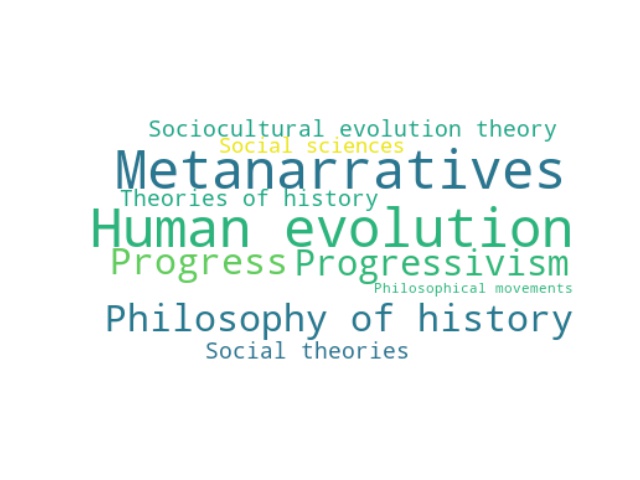 Sociocultural evolution theory
Social sciences
Metanarratives
Theories of history
Human evolution
Progress Progressivism
Philosophical movements
Philosophy of history
Social theories